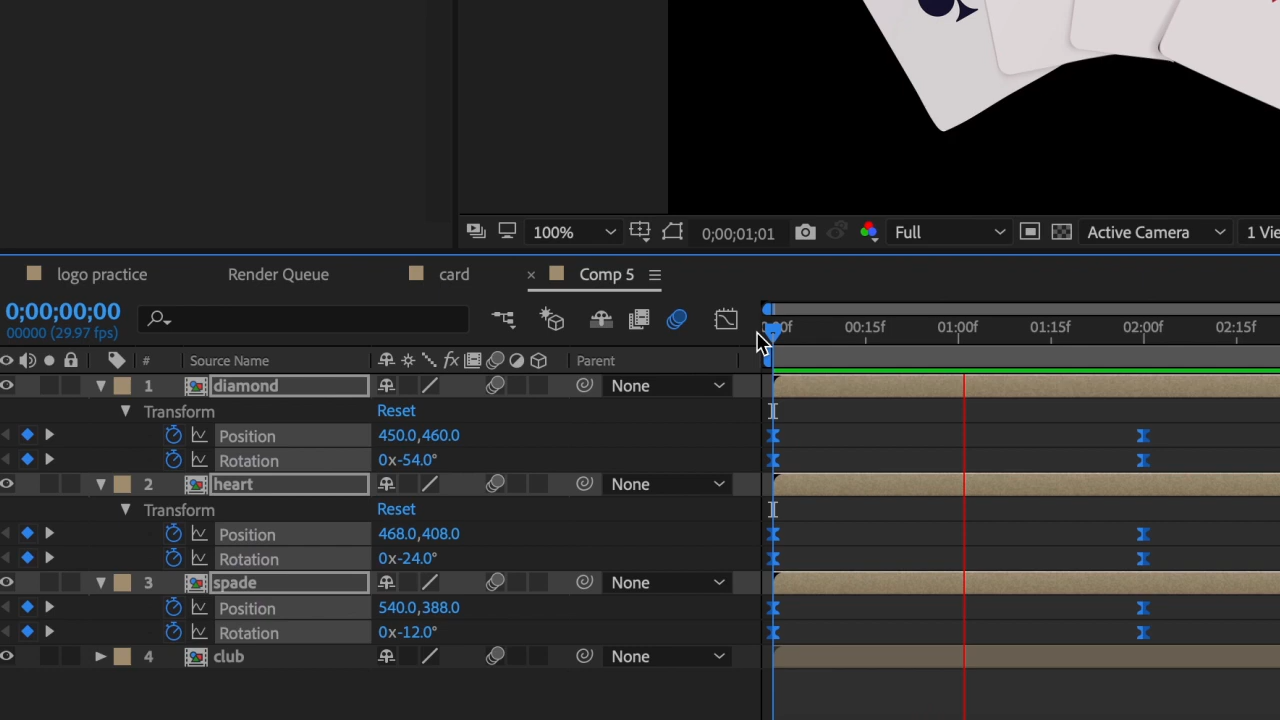 100%
0;00;01;01
Full
Active Camera
1 Vie
logo practice
Render Queue
card
× Comp 5
0;00;00;00
00000 (29.97 fps)
00:15f
01:00f
01:15f
02:00f
02:15f
#
Source Name
fx
Parent
1 diamond None
Transform Reset
Position 450.0,460.0
Rotation 0x-54.0°
2 heart None
Transform Reset
Position 468.0,408.0
Rotation 0x-24.0°
3 spade None
Position 540.0,388.0
Rotation 0x-12.0°
4 club None